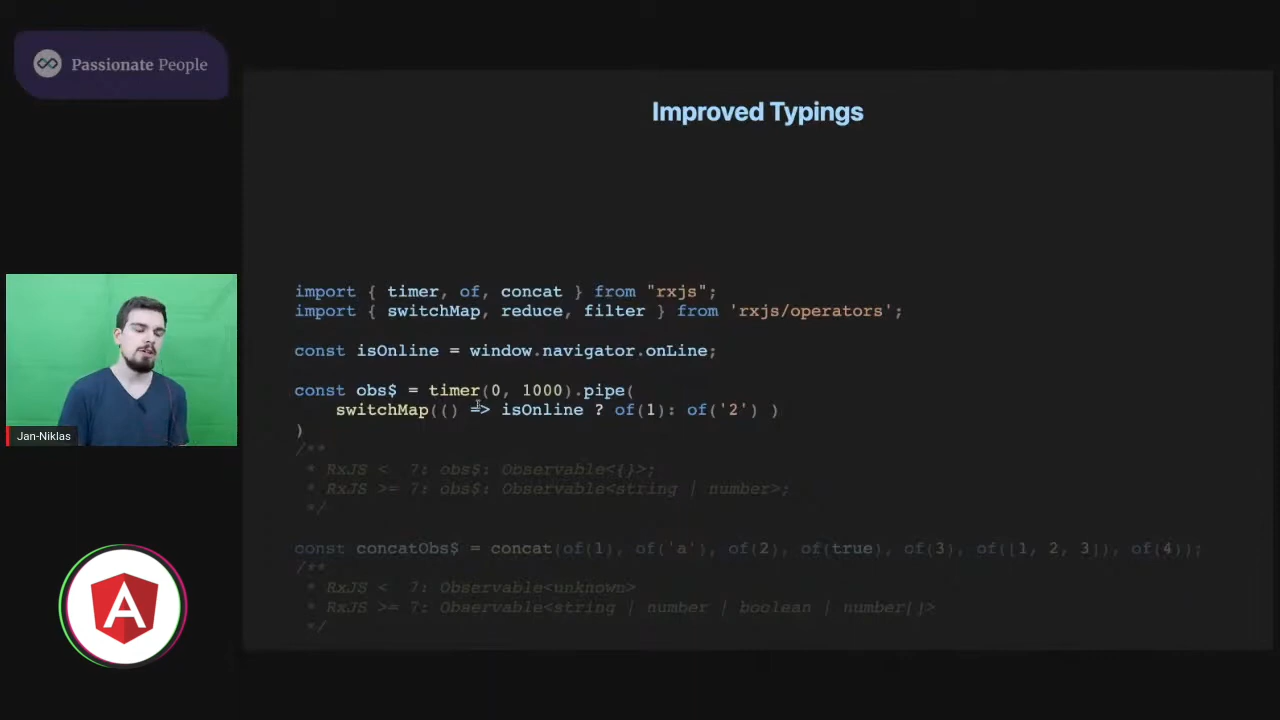 Passionate People
Improved Typings
import { timer, of, concat } from "rxjs";
import { switchMap, reduce, filter } from 'rxjs/operators';
const isOnline = window.navigator.onLine;
const obs$ = timer(0, 1000).pipe(
switchMap(() => isOnline ? of(1): of('2') )
)
/**
* RxJS < 7: obs$: Observable<{}>;
* RxJS >= 7: obs$: Observable<string | number>;
*/
const concatObs$ = concat(of(1), of('a'), of(2), of(true), of(3), of([1, 2, 3]), of(4));
/**
* RxJS < 7: Observable<unknown>
* RxJS >= 7: Observable<string | number | boolean | number[]>
*/
Jan-Niklas
A